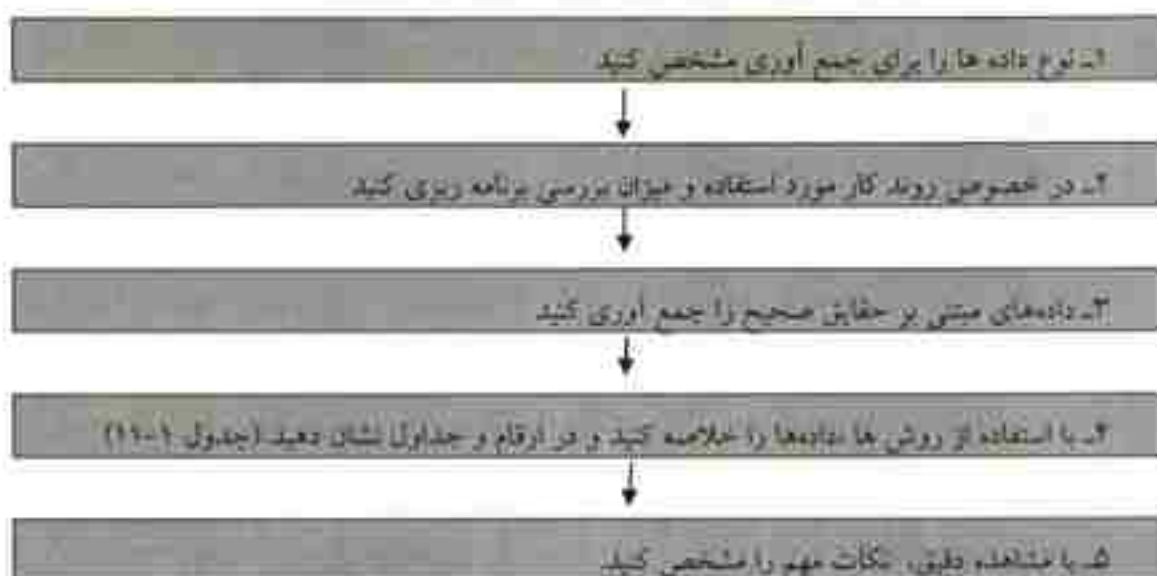 ۱ـ نوع داده ها را برای جمع آوری مشخص کنید
۲ـ در خصوص روند کار مورد استفاده و میزان بررسی برنامه ریزی کنید
۳ـ داده‌های مبتنی بر حقایق صحیح را جمع آوری کنید
۴ـ با استفاده از روش ها داده‌ها را خلاصه کنید و در ارقام و جداول نشان دهید (جدول ۱-۱۱)
۵ـ با مشاهده دقیق، نکات مهم را مشخص کنید.